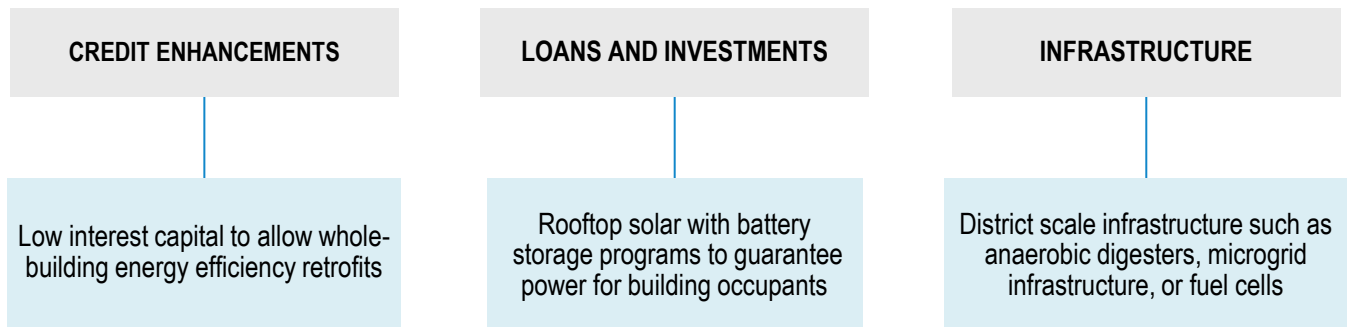 CREDIT ENHANCEMENTS
LOANS AND INVESTMENTS
INFRASTRUCTURE
Low interest capital to allow whole-
building energy efficiency retrofits
Rooftop solar with battery
storage programs to guarantee
power for building occupants
District scale infrastructure such as
anaerobic digesters, microgrid
infrastructure, or fuel cells